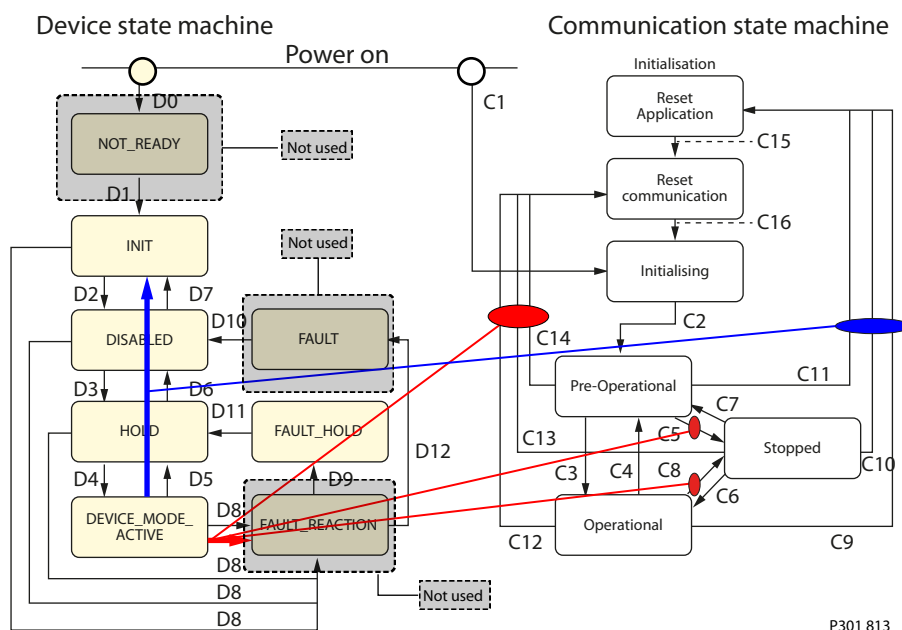 Device state machine
Communication state machine
Power on
Initialisation
D0
C1
Reset
Application
NOT_READY
Not used
C15
D1
Reset
communication
C16
INIT
Not used
Initialising
D2
D7
D10
C2
DISABLED
FAULT
C14
Pre-Operational
C11
D3
D6
D11
C7
HOLD
FAULT_HOLD
D12
C13
C5
Stopped
D4
D5
D9
C3
C4
C8
C10
C6
DEVICE_MODE_
ACTIVE
D8
FAULT_REACTION
Operational
C12
C9
D8
D8
Not used
D8
P301 813